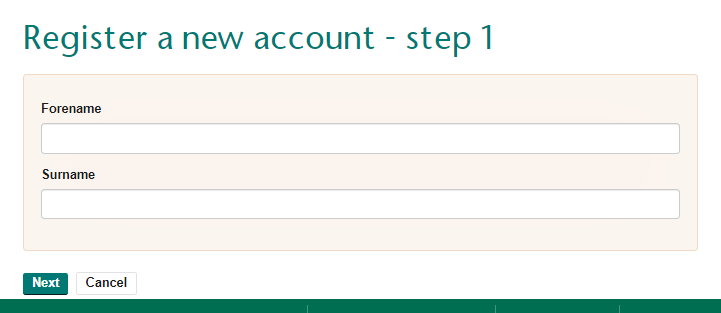 Register a new account - step 1
Forename
Surname
Next Cancel